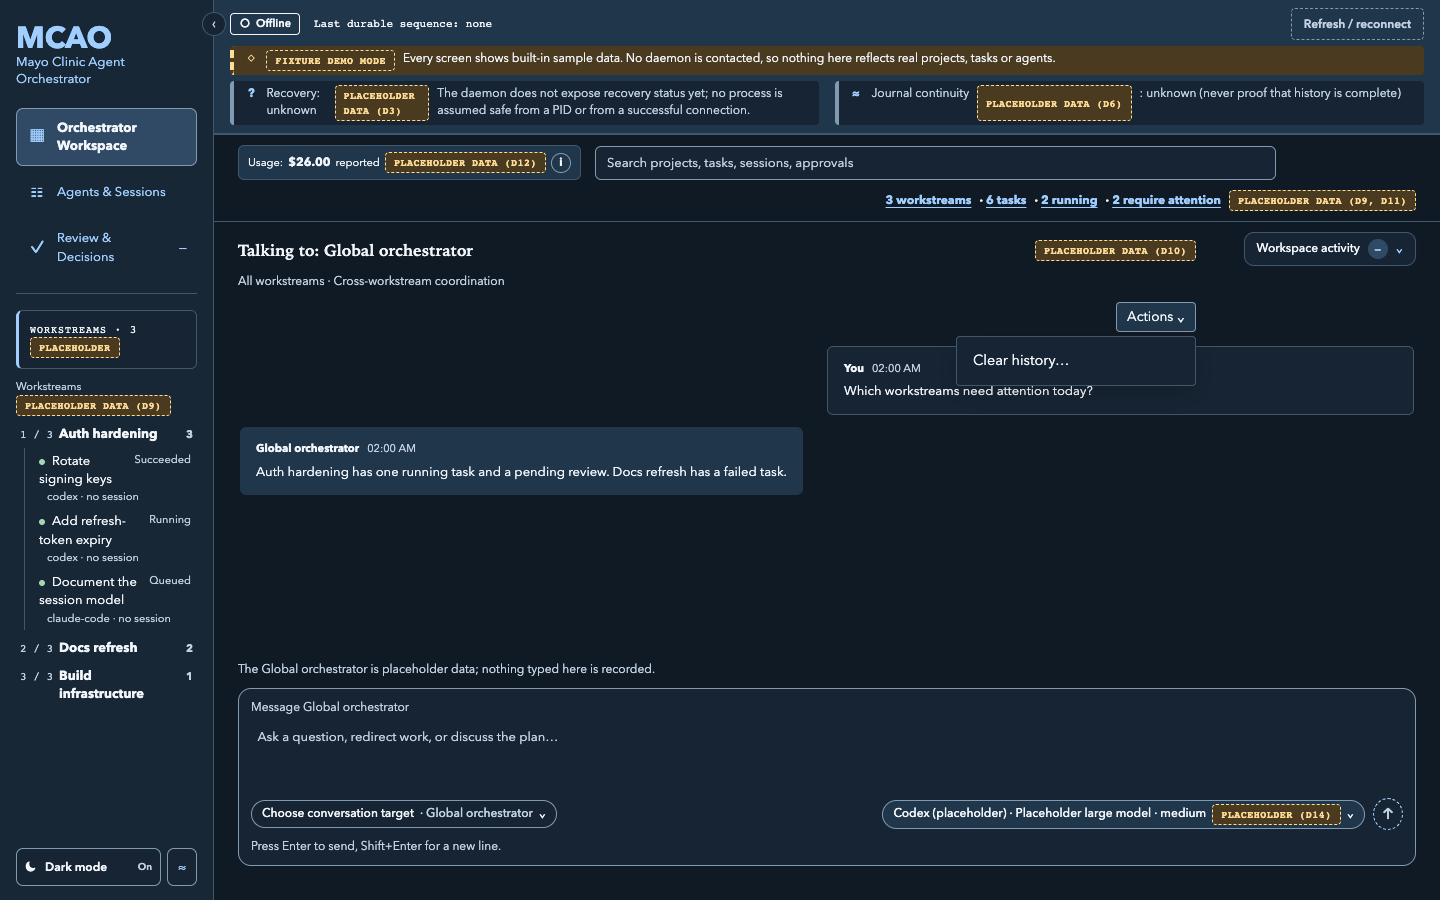 MCAO
Mayo Clinic Agent
Orchestrator
Orchestrator
Workspace
Agents & Sessions
Review &
Decisions
–
WORKSTREAMS · 3
PLACEHOLDER
Workstreams
PLACEHOLDER DATA (D9)
1 / 3 Auth hardening 3
Rotate Succeeded
signing keys
codex · no session
Add refresh- Running
token expiry
codex · no session
Document the Queued
session model
claude-code · no session
2 / 3 Docs refresh 2
3 / 3 Build 1
infrastructure
Dark mode On
≈
Offline Last durable sequence: none
Refresh / reconnect
FIXTURE DEMO MODE Every screen shows built-in sample data. No daemon is contacted, so nothing here reflects real projects, tasks or agents.
? Recovery: PLACEHOLDER The daemon does not expose recovery status yet; no process is
unknown DATA (D3) assumed safe from a PID or from a successful connection.
≈ Journal continuity PLACEHOLDER DATA (D6) : unknown (never proof that history is complete)
Usage: $26.00 reported PLACEHOLDER DATA (D12) i
Search projects, tasks, sessions, approvals
3 workstreams · 6 tasks · 2 running · 2 require attention PLACEHOLDER DATA (D9, D11)
Talking to: Global orchestrator PLACEHOLDER DATA (D10)
Workspace activity –
All workstreams · Cross-workstream coordination
Actions
Clear history…
You 02:00 AM
Which workstreams need attention today?
Global orchestrator 02:00 AM
Auth hardening has one running task and a pending review. Docs refresh has a failed task.
The Global orchestrator is placeholder data; nothing typed here is recorded.
Message Global orchestrator
Ask a question, redirect work, or discuss the plan…
Choose conversation target · Global orchestrator
Codex (placeholder) · Placeholder large model · medium PLACEHOLDER (D14)
Press Enter to send, Shift+Enter for a new line.